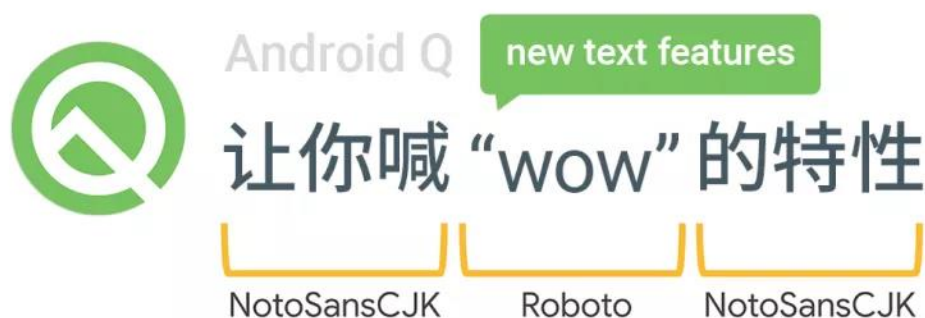 Android Q new text features
让你喊 “wow” 的特性
NotoSansCJK Roboto NotoSansCJK